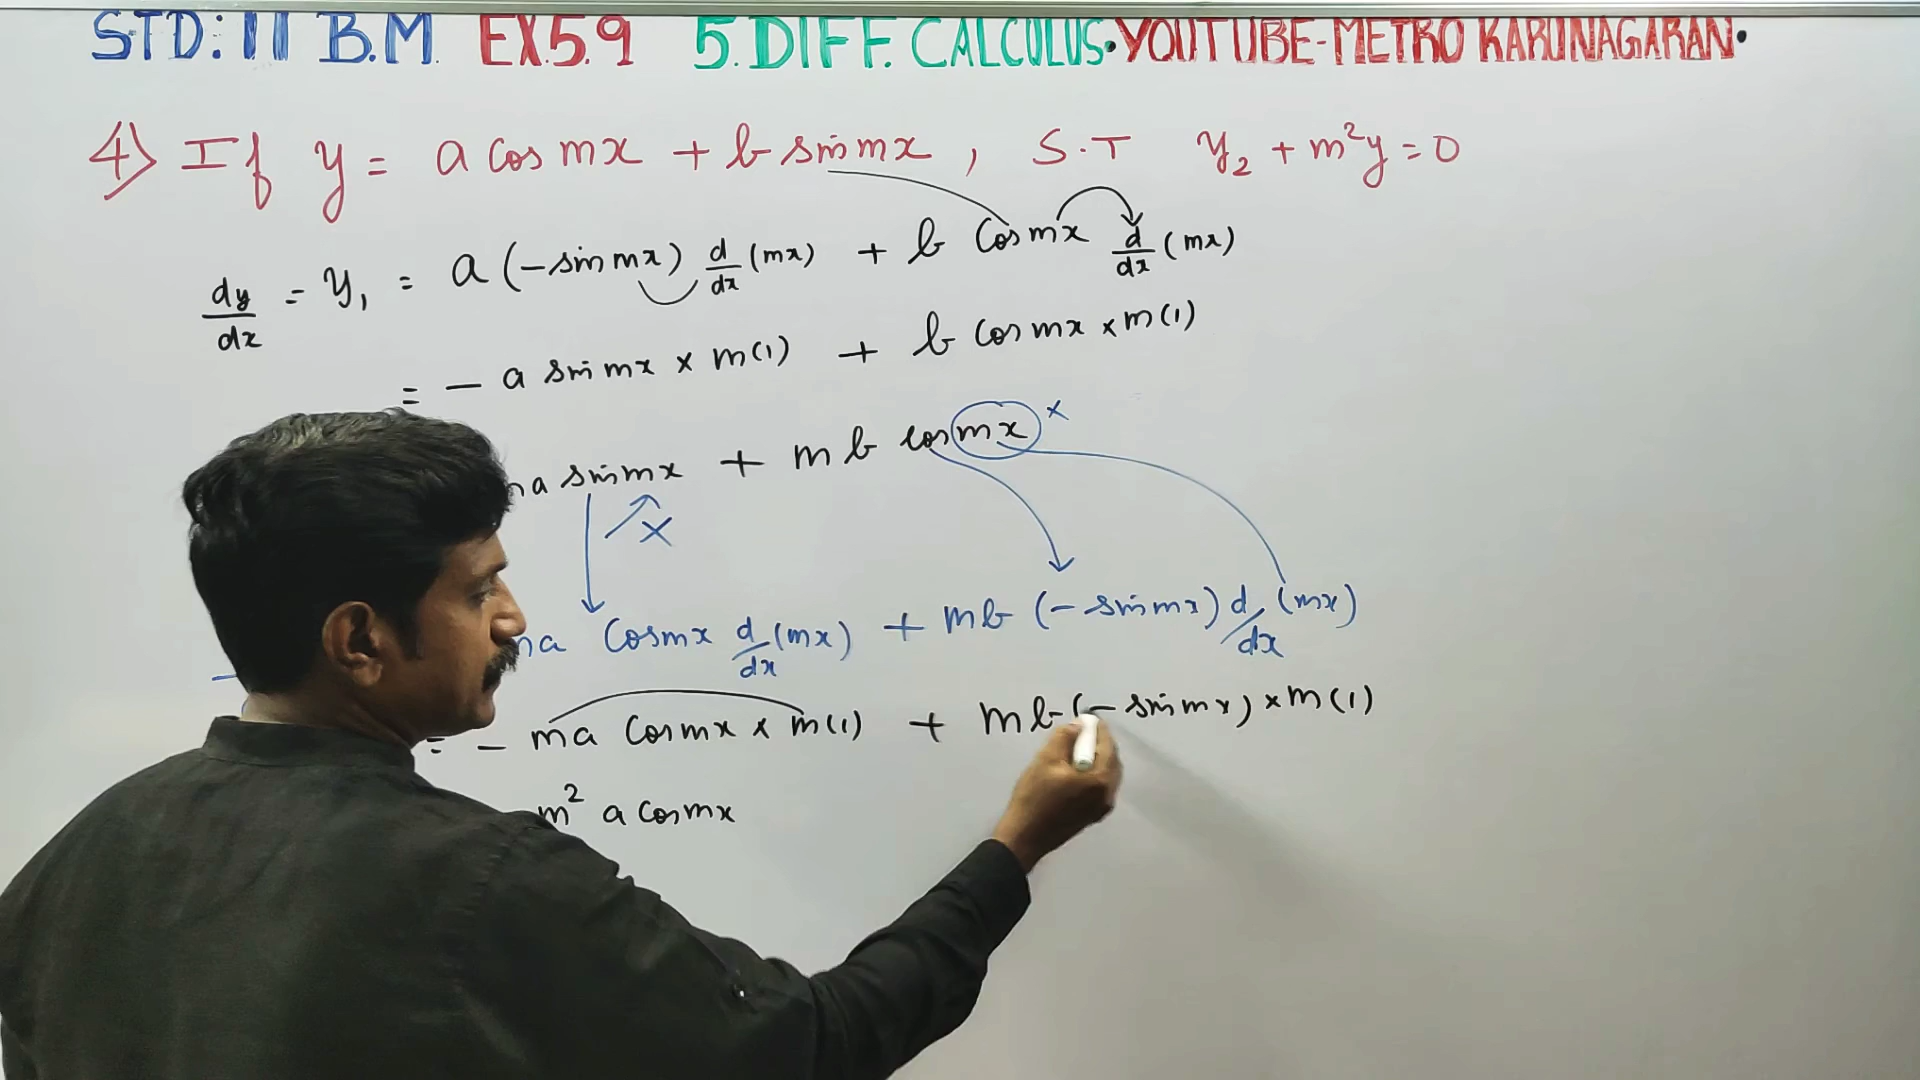 STD: 11 B.M. EX.5.9 5. DIFF. CALCULUS. YOUTUBE-METRO KARUNAGARAN.
4) If y = a cos mx + b sin mx, S.T y₂ + m²y = 0
dy/dx = y₁ = a (-sin mx) d/dx (mx) + b cos mx d/dx (mx)
= - a sin mx × m(1) + b cos mx × m(1)
a sin mx + m b cos mx ×
×
ma cos mx d/dx (mx) + mb (- sin mx) d/dx (mx)
= - ma cos mx × m(1) + mb (- sin mx) × m(1)
m² a cos mx